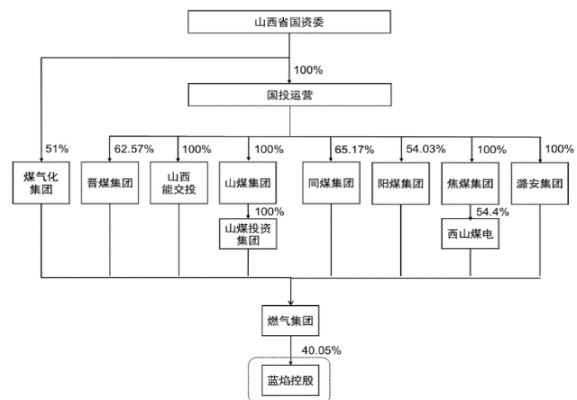 山西省国资委
100%
国投运营
51%
62.57%
100%
100%
65.17%
54.03%
100%
100%
煤气化
集团
晋煤集团
山西
能交投
山煤集团
同煤集团
阳煤集团
焦煤集团
潞安集团
100%
54.4%
山煤投资
集团
西山煤电
燃气集团
40.05%
蓝焰控股